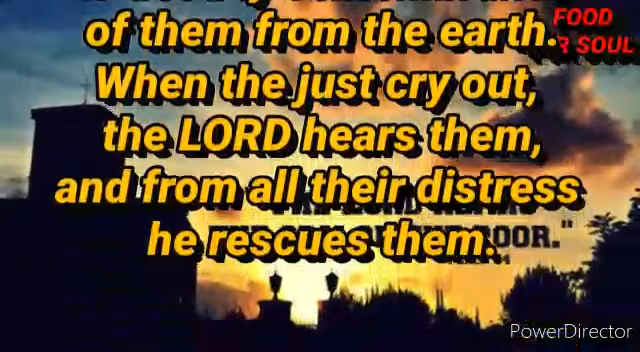 of them from the earth.
When the just cry out,
the LORD hears them,
and from all their distress
he rescues them.
FOOD
SOUL
OOR."
PowerDirector